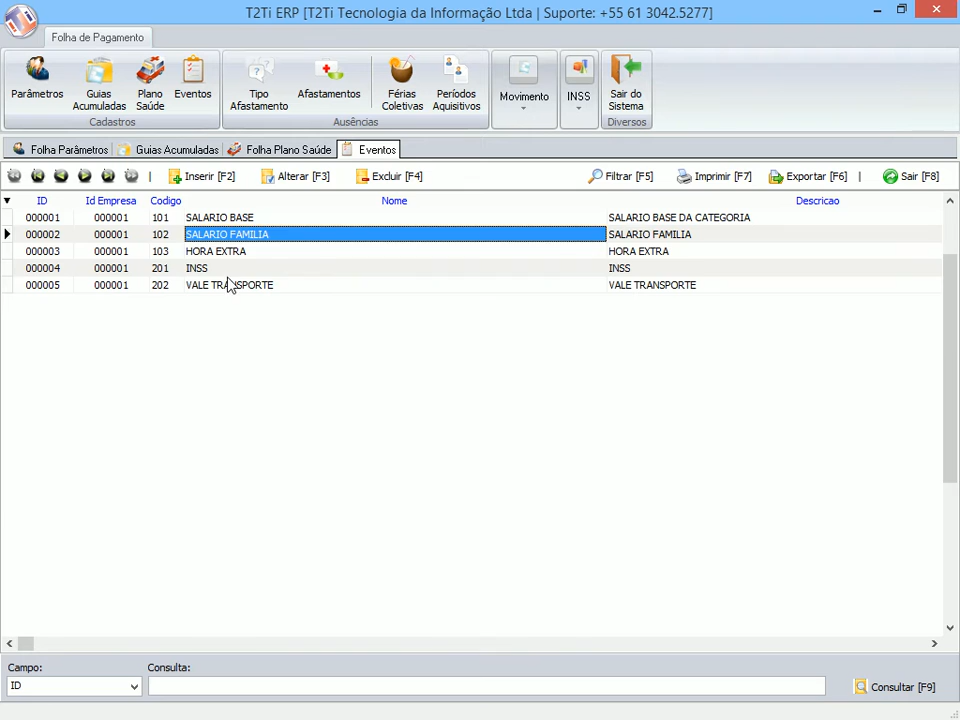 T2Ti ERP [T2Ti Tecnologia da Informação Ltda | Suporte: +55 61 3042.5277]
Folha de Pagamento
Parâmetros
Guias Acumuladas
Plano Saúde
Eventos
Tipo Afastamento
Afastamentos
Férias Coletivas
Períodos Aquisitivos
Movimento
INSS
Sair do Sistema
Cadastros
Ausências
Diversos
Folha Parâmetros
Guias Acumuladas
Folha Plano Saúde
Eventos
Inserir [F2]
Alterar [F3]
Excluir [F4]
Filtrar [F5]
Imprimir [F7]
Exportar [F6]
Sair [F8]
ID Id Empresa Codigo Nome Descricao
000001 000001 101 SALARIO BASE SALARIO BASE DA CATEGORIA
000002 000001 102 SALARIO FAMILIA SALARIO FAMILIA
000003 000001 103 HORA EXTRA HORA EXTRA
000004 000001 201 INSS INSS
000005 000001 202 VALE TRANSPORTE VALE TRANSPORTE
Campo: Consulta:
ID
Consultar [F9]